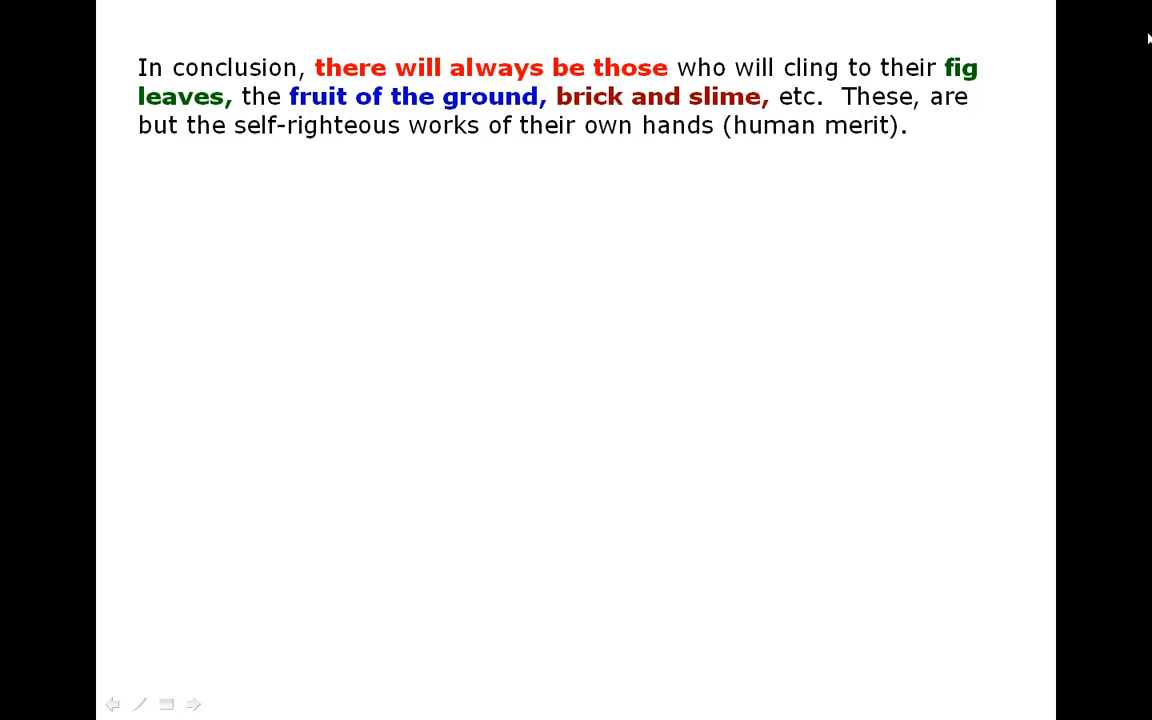 In conclusion, there will always be those who will cling to their fig
leaves, the fruit of the ground, brick and slime, etc.  These, are
but the self-righteous works of their own hands (human merit).